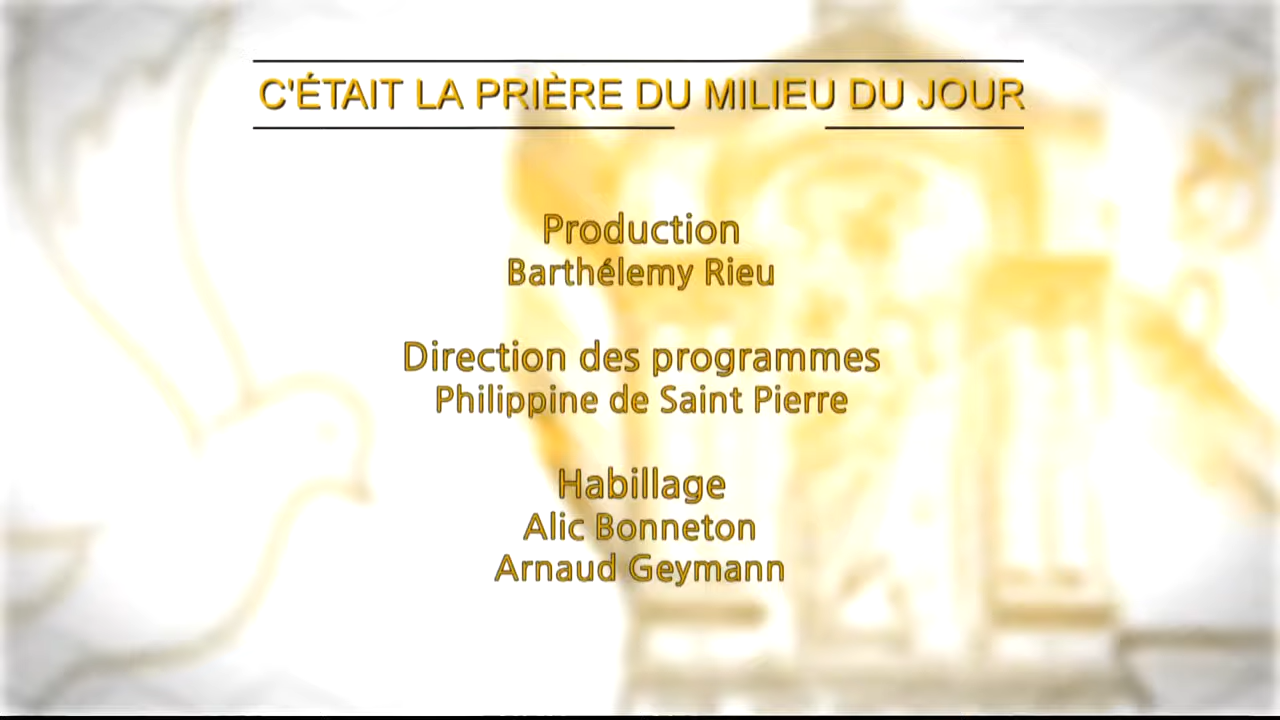 C'ÉTAIT LA PRIÈRE DU MILIEU DU JOUR
Production
Barthélemy Rieu
Direction des programmes
Philippine de Saint Pierre
Habillage
Alic Bonneton
Arnaud Geymann